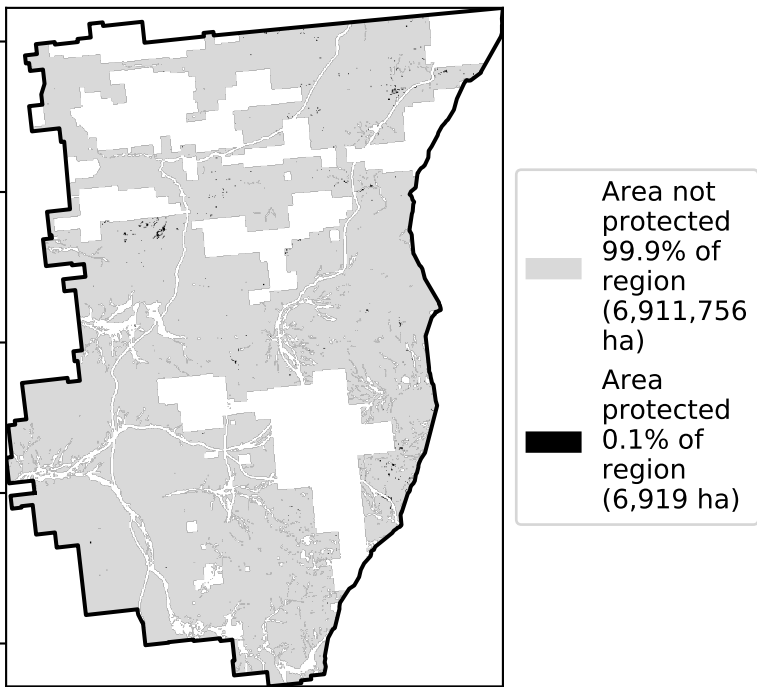 Area not
protected
99.9% of
region
(6,911,756
ha)
Area
protected
0.1% of
region
(6,919 ha)